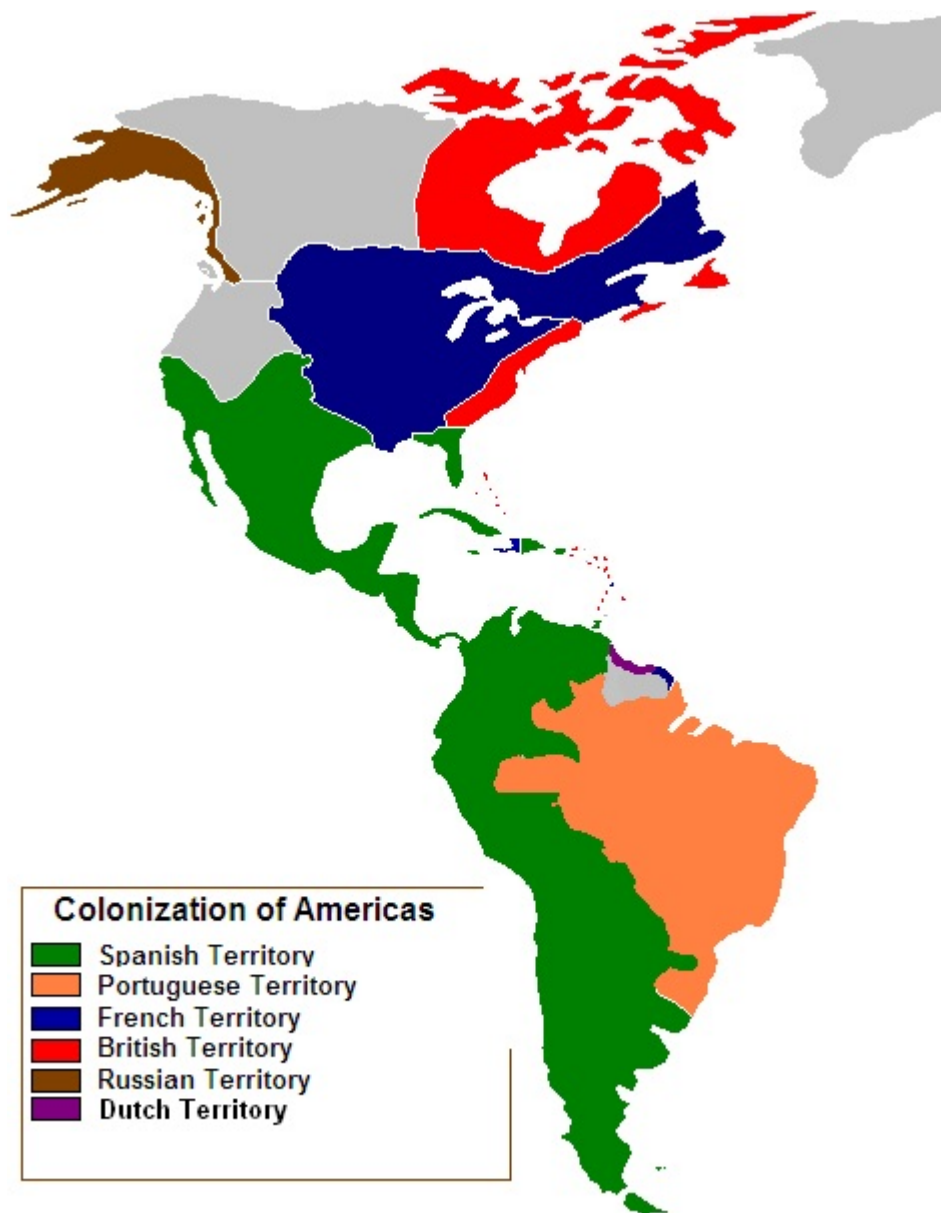 Colonization of Americas
Spanish Territory
Portuguese Territory
French Territory
British Territory
Russian Territory
Dutch Territory